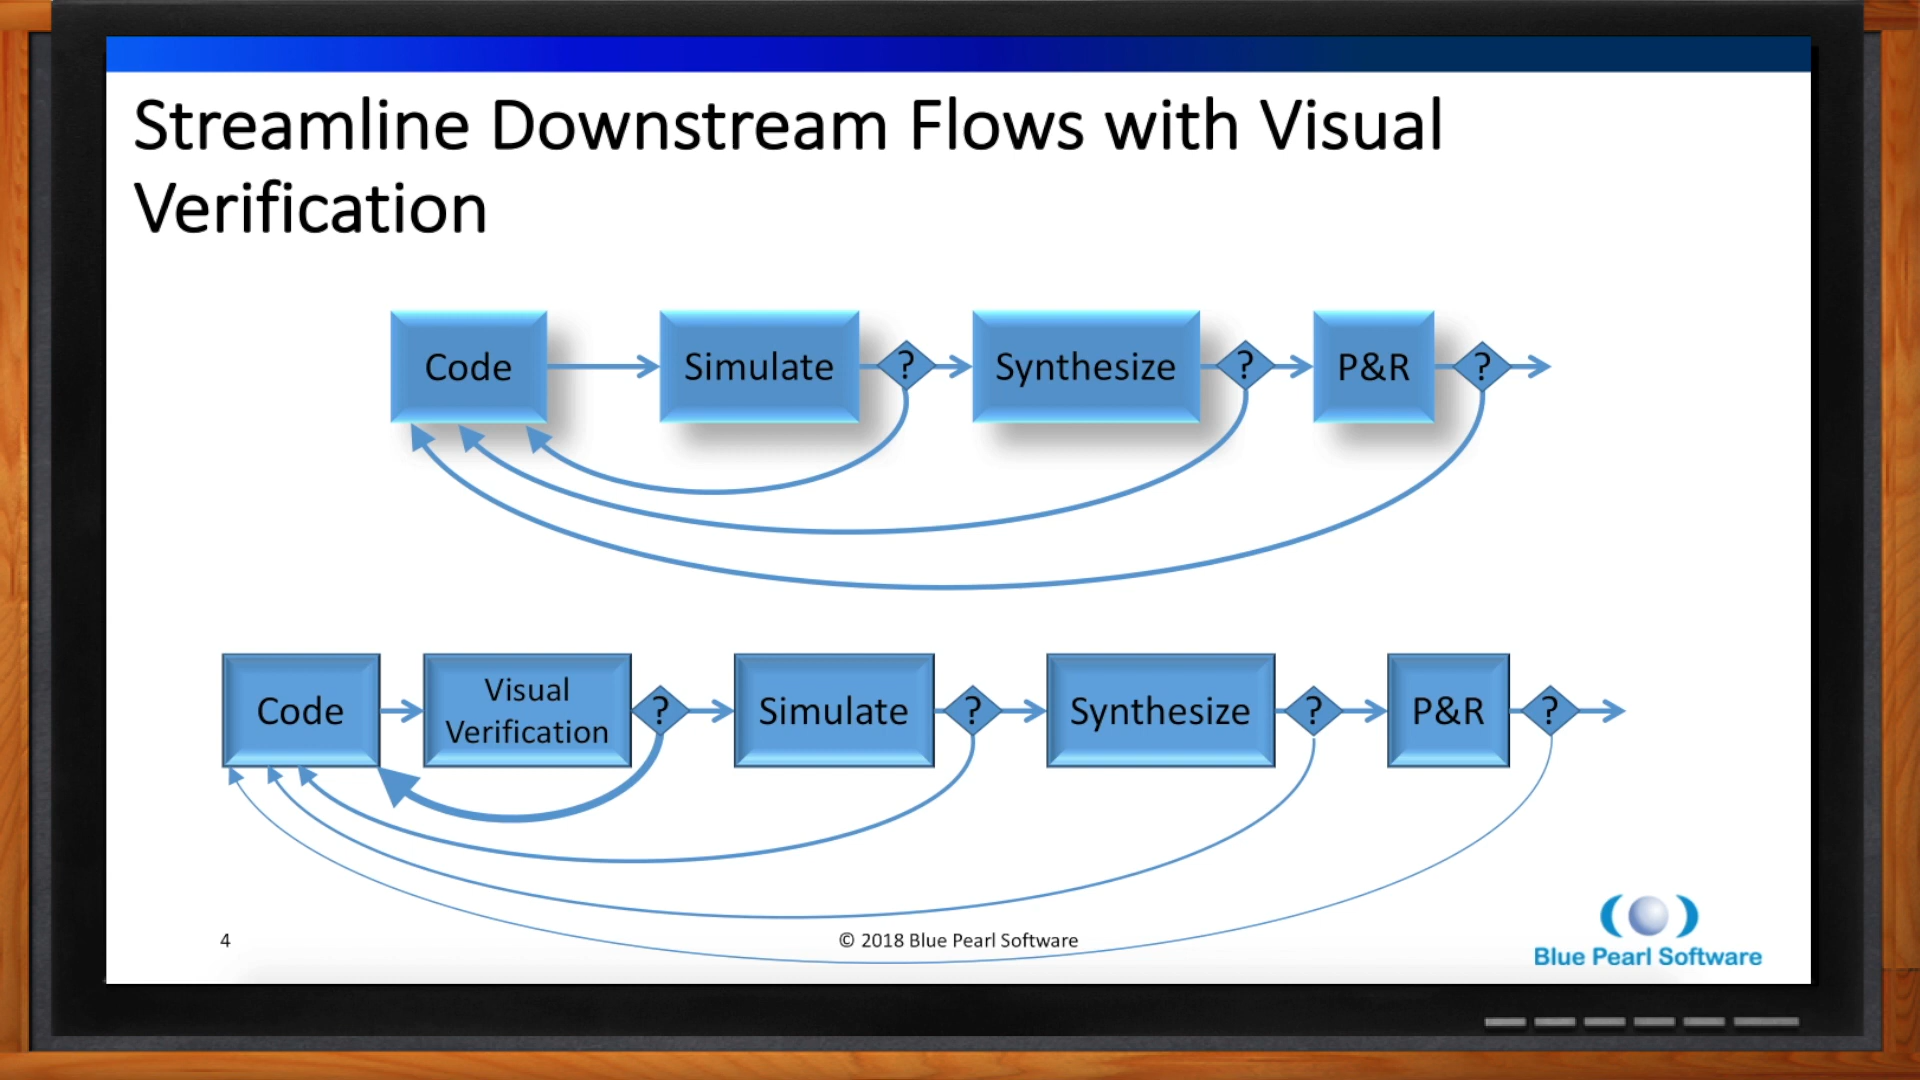 Streamline Downstream Flows with Visual
Verification
Code
Simulate
?
Synthesize
?
P&R
?
Code
Visual
Verification
?
Simulate
?
Synthesize
?
P&R
?
4
© 2018 Blue Pearl Software
Blue Pearl Software